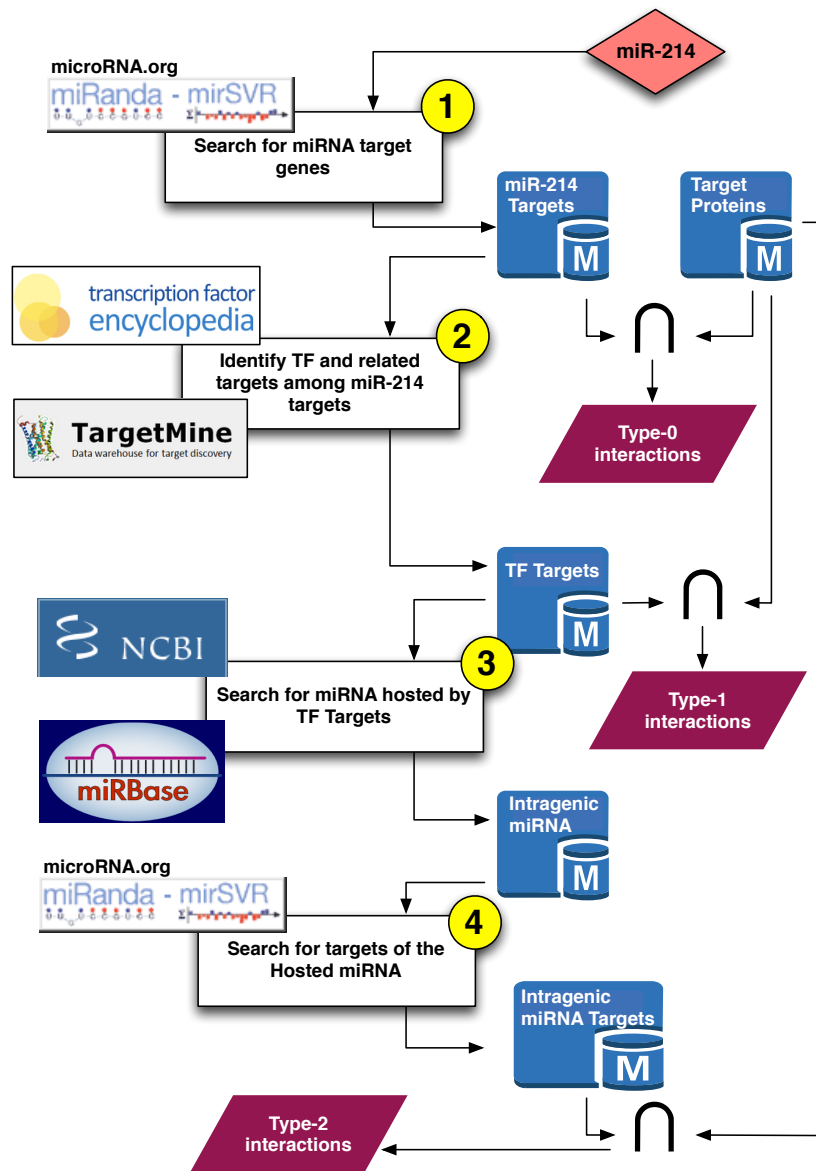 miR-214
microRNA.org
miRanda - mirSVR
1
Search for miRNA target
genes
miR-214
Targets
M
Target
Proteins
M
transcription factor
encyclopedia
2
Identify TF and related
targets among miR-214
targets
TargetMine
Data warehouse for target discovery
⋂
Type-0
interactions
TF Targets
M
⋂
NCBI
3
Search for miRNA hosted by
TF Targets
Type-1
interactions
miRBase
Intragenic
miRNA
M
microRNA.org
miRanda - mirSVR
4
Search for targets of the
Hosted miRNA
Intragenic
miRNA Targets
M
⋂
Type-2
interactions